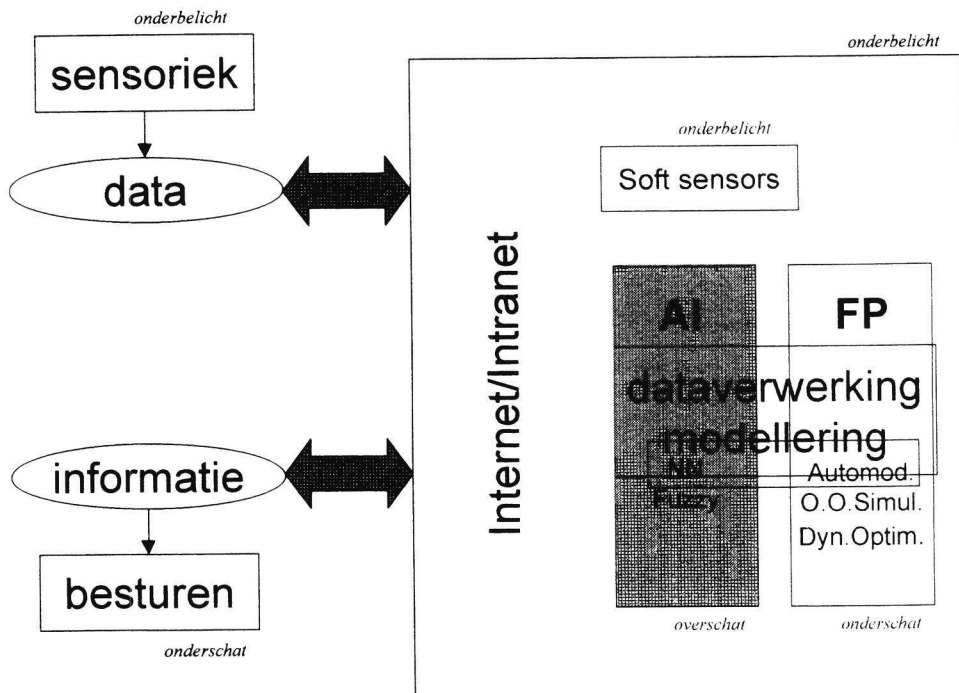 onderbelicht
sensoriek
data
informatie
besturen
onderschat
onderbelicht
Internet/Intranet
onderbelicht
Soft sensors
AI
FP
dataverwerking
modellering
NN
Fuzzy
Automod.
O.O.Simul.
Dyn.Optim.
overschat
onderschat